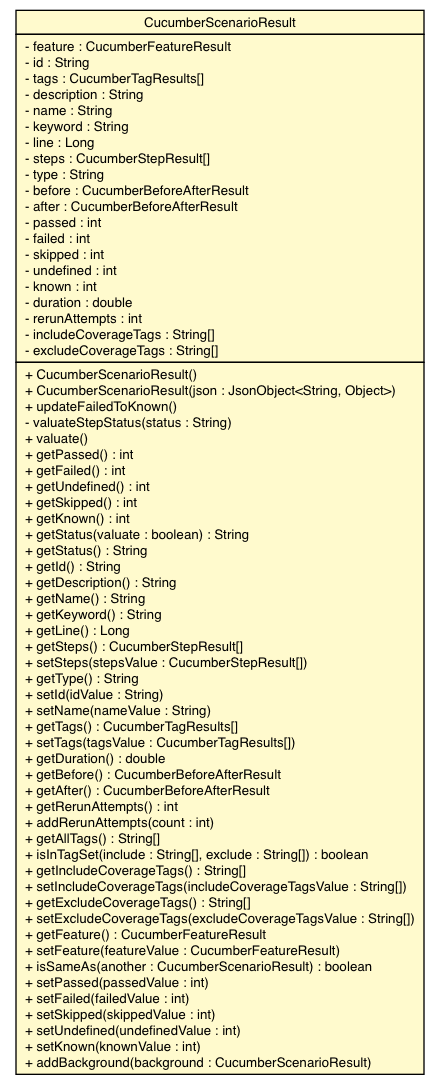 CucumberScenarioResult
- feature : CucumberFeatureResult
- id : String
- tags : CucumberTagResults[]
- description : String
- name : String
- keyword : String
- line : Long
- steps : CucumberStepResult[]
- type : String
- before : CucumberBeforeAfterResult
- after : CucumberBeforeAfterResult
- passed : int
- failed : int
- skipped : int
- undefined : int
- known : int
- duration : double
- rerunAttempts : int
- includeCoverageTags : String[]
- excludeCoverageTags : String[]
+ CucumberScenarioResult()
+ CucumberScenarioResult(json : JsonObject<String, Object>)
+ updateFailedToKnown()
- valuateStepStatus(status : String)
+ valuate()
+ getPassed() : int
+ getFailed() : int
+ getUndefined() : int
+ getSkipped() : int
+ getKnown() : int
+ getStatus(valuate : boolean) : String
+ getStatus() : String
+ getId() : String
+ getDescription() : String
+ getName() : String
+ getKeyword() : String
+ getLine() : Long
+ getSteps() : CucumberStepResult[]
+ setSteps(stepsValue : CucumberStepResult[])
+ getType() : String
+ setId(idValue : String)
+ setName(nameValue : String)
+ getTags() : CucumberTagResults[]
+ setTags(tagsValue : CucumberTagResults[])
+ getDuration() : double
+ getBefore() : CucumberBeforeAfterResult
+ getAfter() : CucumberBeforeAfterResult
+ getRerunAttempts() : int
+ addRerunAttempts(count : int)
+ getAllTags() : String[]
+ isInTagSet(include : String[], exclude : String[]) : boolean
+ getIncludeCoverageTags() : String[]
+ setIncludeCoverageTags(includeCoverageTagsValue : String[])
+ getExcludeCoverageTags() : String[]
+ setExcludeCoverageTags(excludeCoverageTagsValue : String[])
+ getFeature() : CucumberFeatureResult
+ setFeature(featureValue : CucumberFeatureResult)
+ isSameAs(another : CucumberScenarioResult) : boolean
+ setPassed(passedValue : int)
+ setFailed(failedValue : int)
+ setSkipped(skippedValue : int)
+ setUndefined(undefinedValue : int)
+ setKnown(knownValue : int)
+ addBackground(background : CucumberScenarioResult)